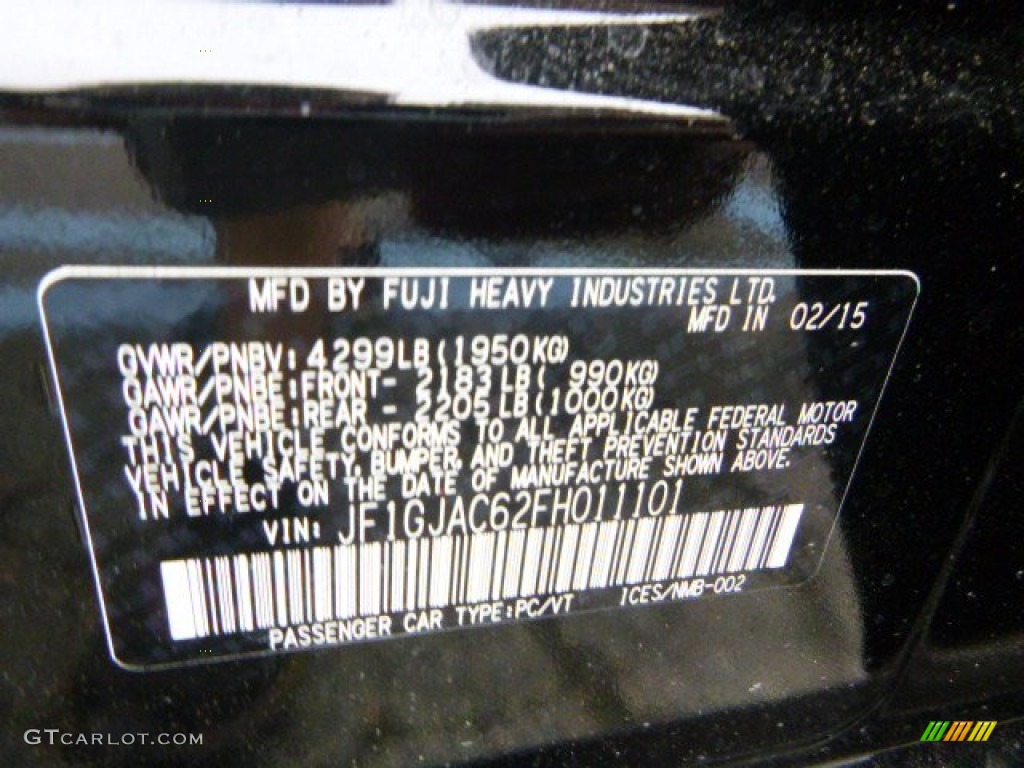 MFD BY FUJI HEAVY INDUSTRIES LTD.
MFD IN 02/15
GVWR/PNBV: 4299LB(1950KG)
GAWR/PNBE:FRONT- 2183LB( 990KG)
GAWR/PNBE:REAR - 2205LB(1000KG)
THIS VEHICLE CONFORMS TO ALL APPLICABLE FEDERAL MOTOR
VEHICLE SAFETY, BUMPER, AND THEFT PREVENTION STANDARDS
IN EFFECT ON THE DATE OF MANUFACTURE SHOWN ABOVE.
VIN: JF1GJAC62FH011101
PASSENGER CAR TYPE:PC/VT ICES/NMB-002
GTCARLOT.COM